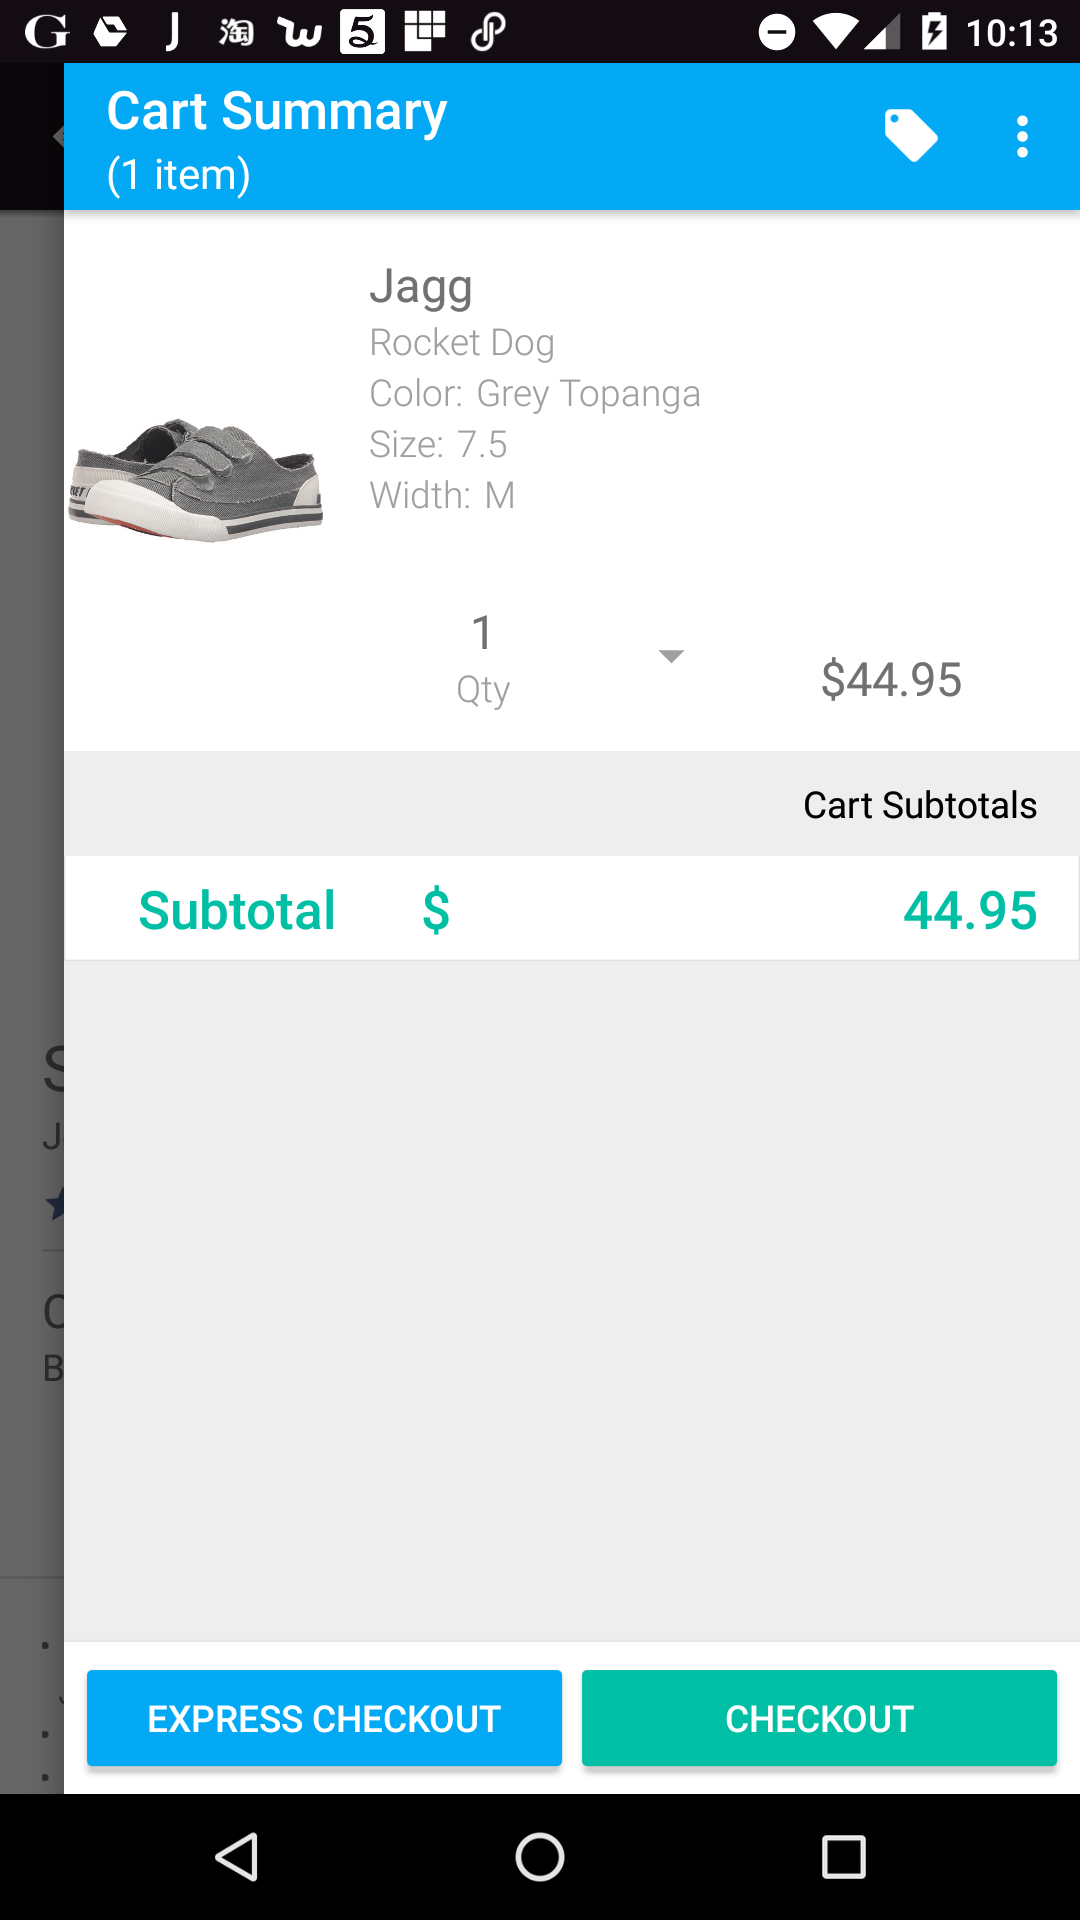 10:13
Cart Summary
(1 item)
Jagg
Rocket Dog
Color: Grey Topanga
Size: 7.5
Width: M
1
Qty
$44.95
Cart Subtotals
Subtotal $ 44.95
EXPRESS CHECKOUT
CHECKOUT